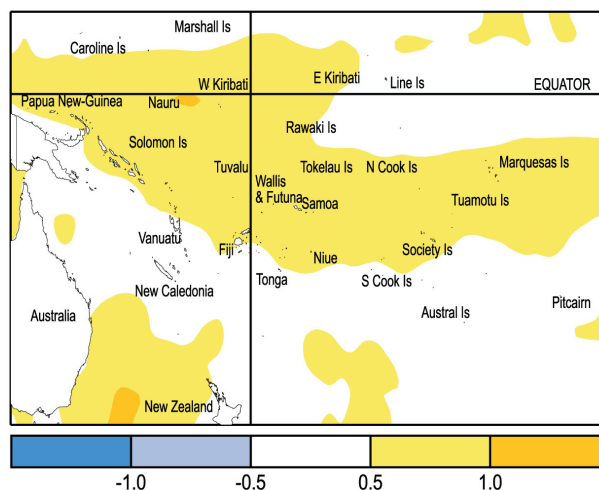 Marshall Is
Caroline Is
W Kiribati
E Kiribati
Line Is
EQUATOR
Papua New-Guinea
Nauru
Rawaki Is
Solomon Is
Tuvalu
Tokelau Is
N Cook Is
Marquesas Is
Wallis
& Futuna
Samoa
Tuamotu Is
Vanuatu
Fiji
Niue
Society Is
Tonga
S Cook Is
New Caledonia
Australia
Austral Is
Pitcairn
New Zealand
-1.0
-0.5
0.5
1.0